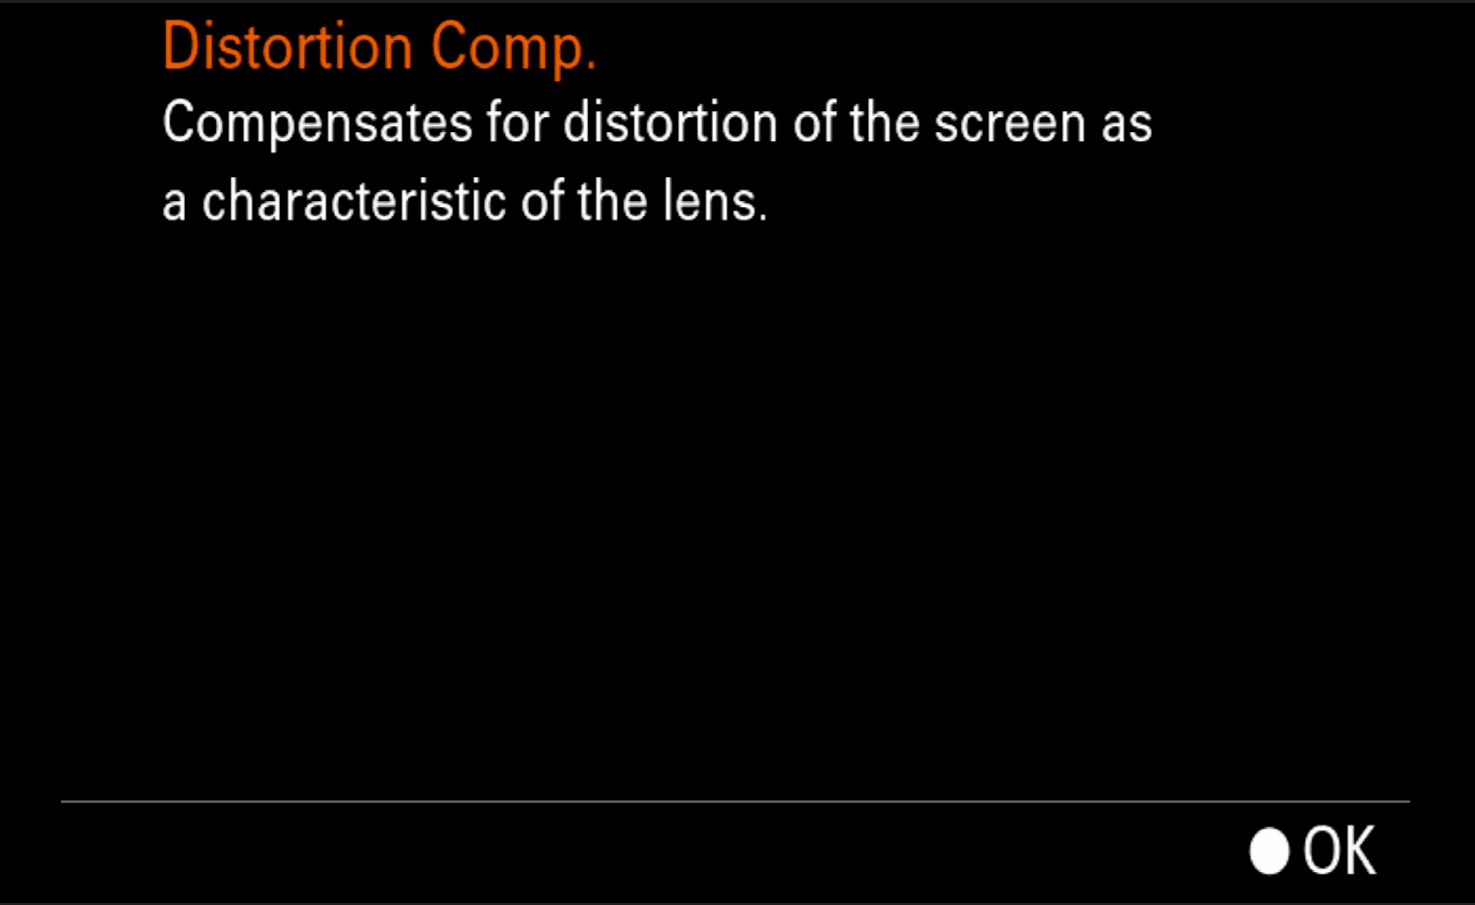 Distortion Comp.
Compensates for distortion of the screen as
a characteristic of the lens.
OK